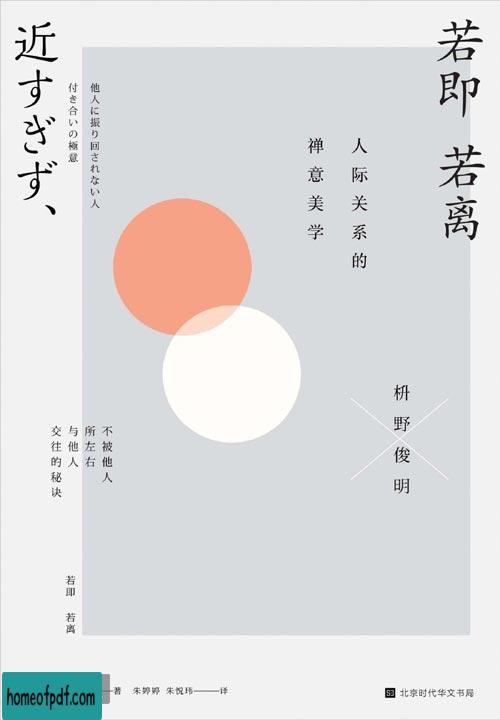 若即 若离
人际关系的
禅意美学
枡野俊明
近すぎず、
他人に振り回されない人
付き合いの極意
不被他人
所左右
与他人
交往的秘诀
若即 若离
著 朱婷婷 朱悦玮 译
北京时代华文书局
homeofpdf.com